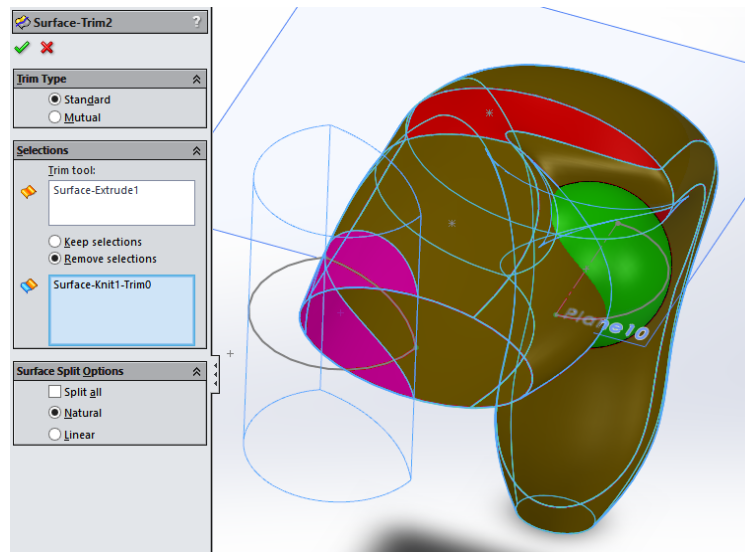 Surface-Trim2 ?
Trim Type
Standard
Mutual
Selections
Trim tool:
Surface-Extrude1
Keep selections
Remove selections
Surface-Knit1-Trim0
Surface Split Options
Split all
Natural
Linear
Plane10